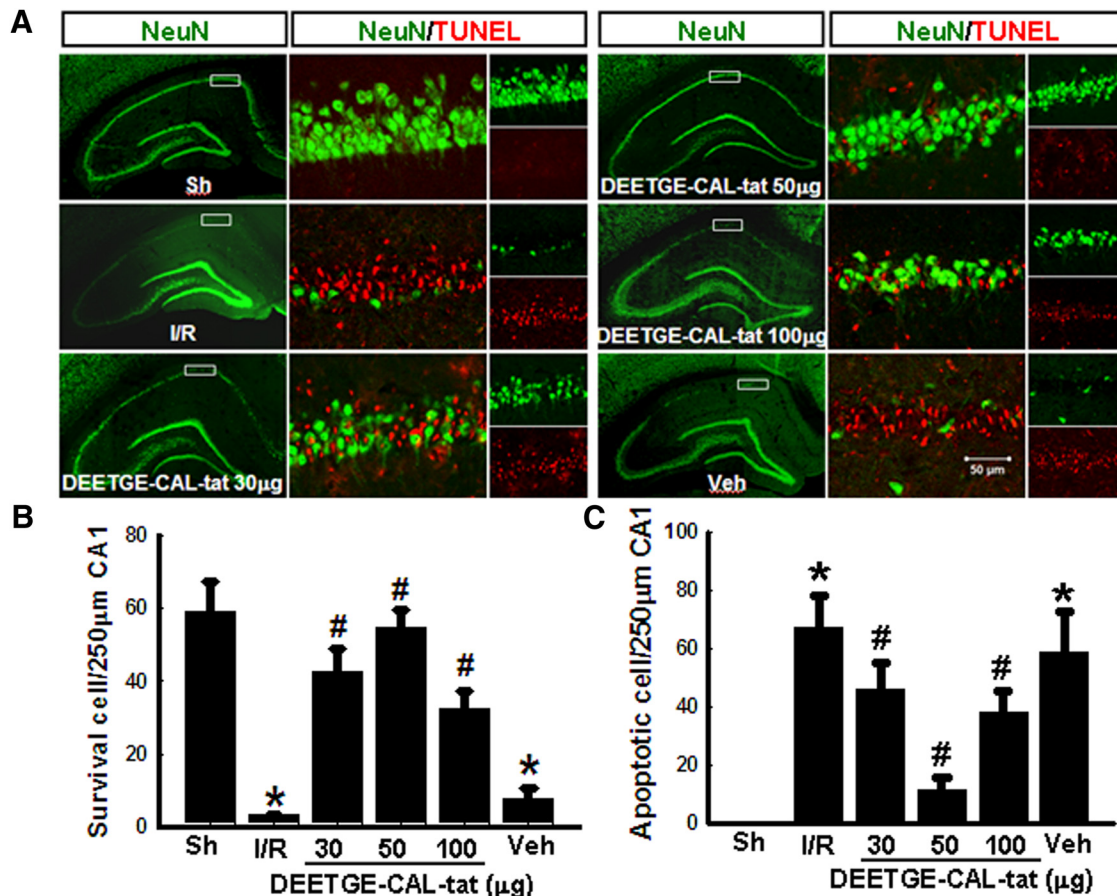 A
NeuN
NeuN/TUNEL
NeuN
NeuN/TUNEL
Sh
DEETGE-CAL-tat 50µg
I/R
DEETGE-CAL-tat 100µg
DEETGE-CAL-tat 30µg
Veh
50 µm
B
Survival cell/250µm CA1
80
60
40
20
0
# # #
* *
Sh I/R 30 50 100 Veh
DEETGE-CAL-tat (µg)
C
Apoptotic cell/250µm CA1
100
80
60
40
20
0
* # # # *
Sh I/R 30 50 100 Veh
DEETGE-CAL-tat (µg)